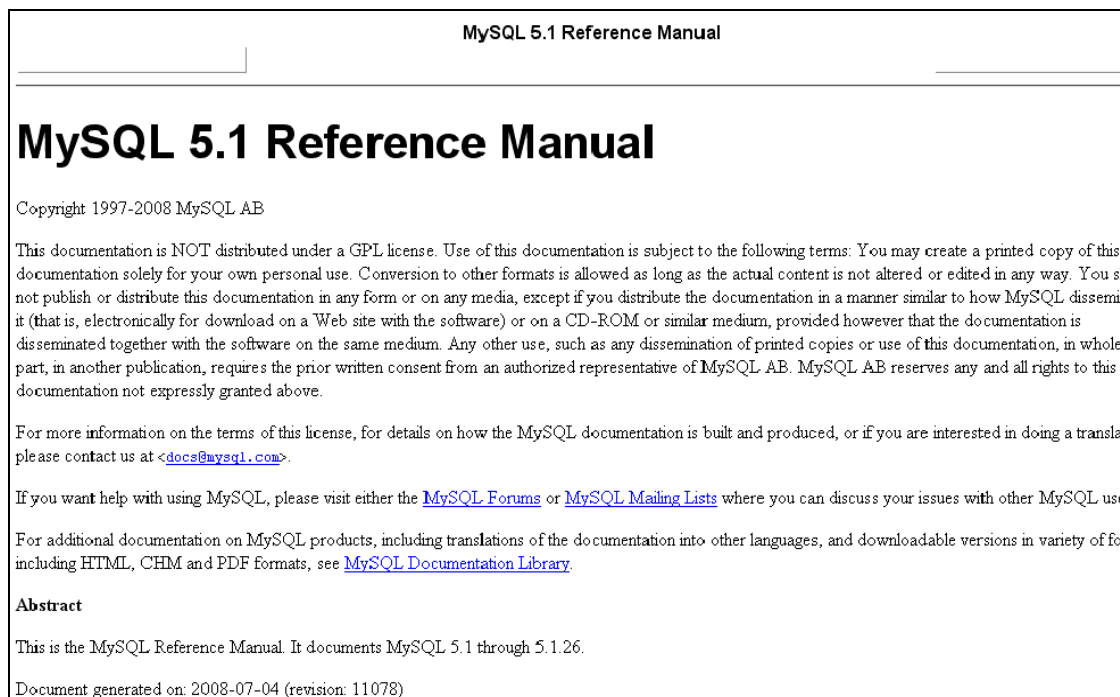 MySQL 5.1 Reference Manual
MySQL 5.1 Reference Manual
Copyright 1997-2008 MySQL AB
This documentation is NOT distributed under a GPL license. Use of this documentation is subject to the following terms: You may create a printed copy of this
documentation solely for your own personal use. Conversion to other formats is allowed as long as the actual content is not altered or edited in any way. You
not publish or distribute this documentation in any form or on any media, except if you distribute the documentation in a manner similar to how MySQL
it (that is, electronically for download on a Web site with the software) or on a CD-ROM or similar medium, provided however that the documentation is
disseminated together with the software on the same medium. Any other use, such as any dissemination of printed copies or use of this documentation, in whole
part, in another publication, requires the prior written consent from an authorized representative of MySQL AB. MySQL AB reserves any and all rights to this
documentation not expressly granted above.
For more information on the terms of this license, for details on how the MySQL documentation is built and produced, or if you are interested in doing a
please contact us at <docs@mysql.com>.
If you want help with using MySQL, please visit either the MySQL Forums or MySQL Mailing Lists where you can discuss your issues with other MySQL
For additional documentation on MySQL products, including translations of the documentation into other languages, and downloadable versions in variety of
including HTML, CHM and PDF formats, see MySQL Documentation Library.
Abstract
This is the MySQL Reference Manual. It documents MySQL 5.1 through 5.1.26.
Document generated on: 2008-07-04 (revision: 11078)